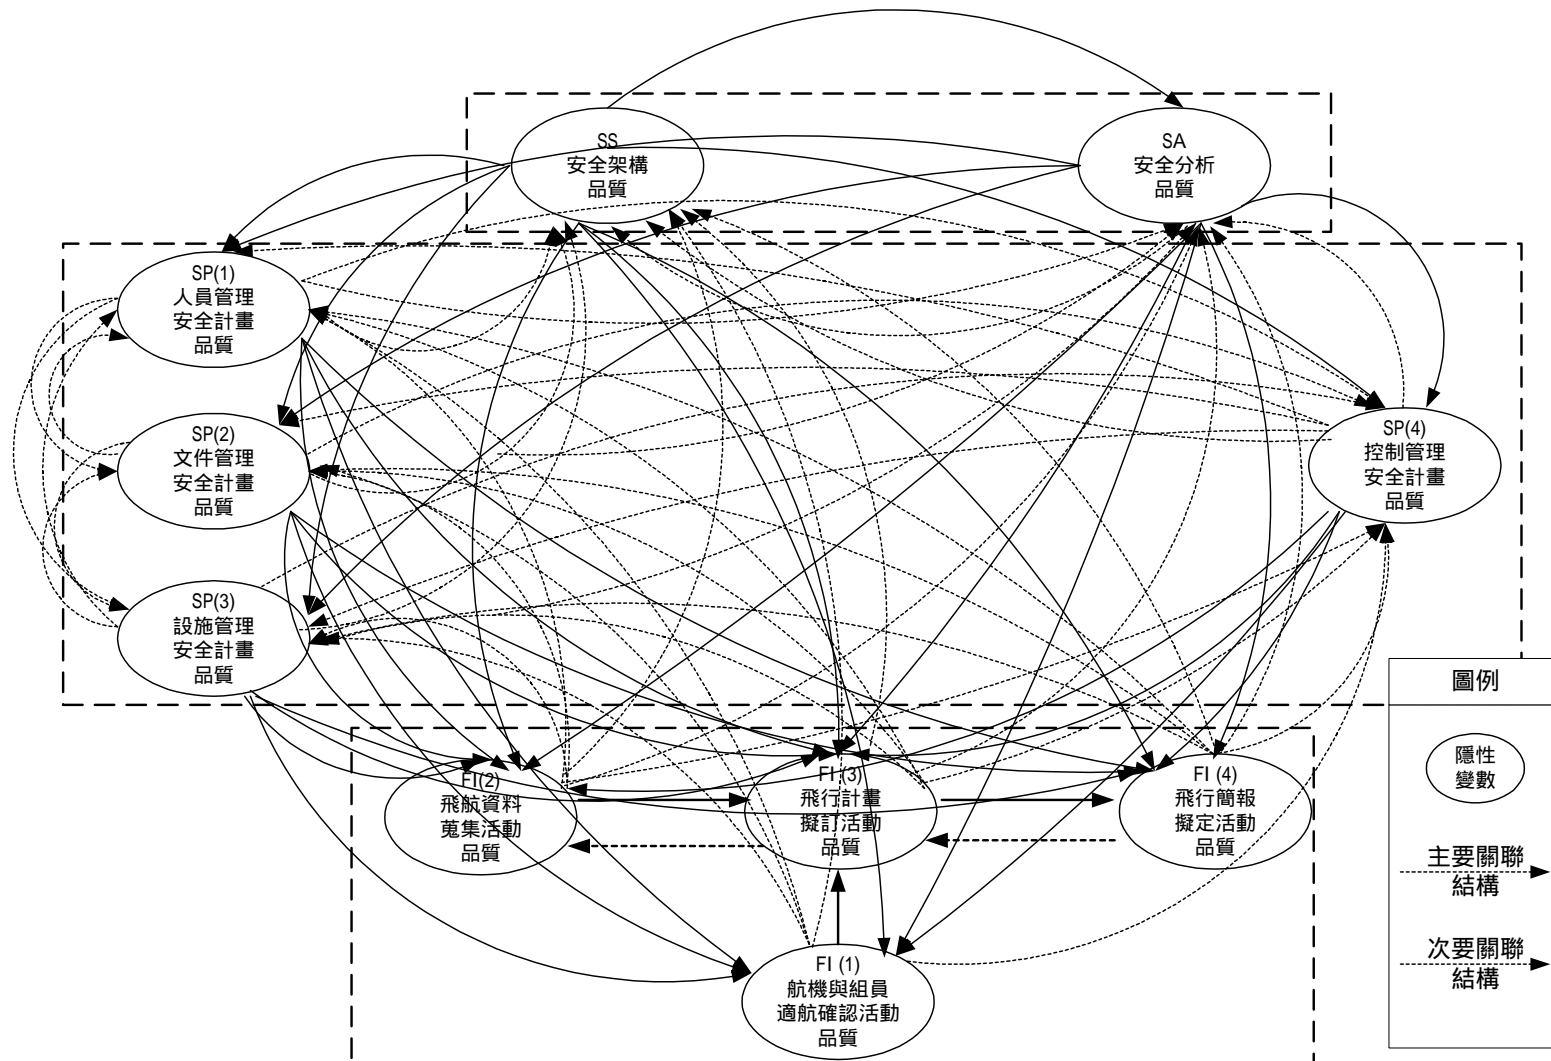 SS
安全架構
品質
SA
安全分析
品質
SP(1)
人員管理
安全計畫
品質
SP(2)
文件管理
安全計畫
品質
SP(3)
設施管理
安全計畫
品質
SP(4)
控制管理
安全計畫
品質
FI(2)
飛航資料
蒐集活動
品質
FI (3)
飛行計畫
擬訂活動
品質
FI (4)
飛行簡報
擬定活動
品質
FI (1)
航機與組員
適航確認活動
品質
圖例
隱性
變數
主要關聯
結構
次要關聯
結構